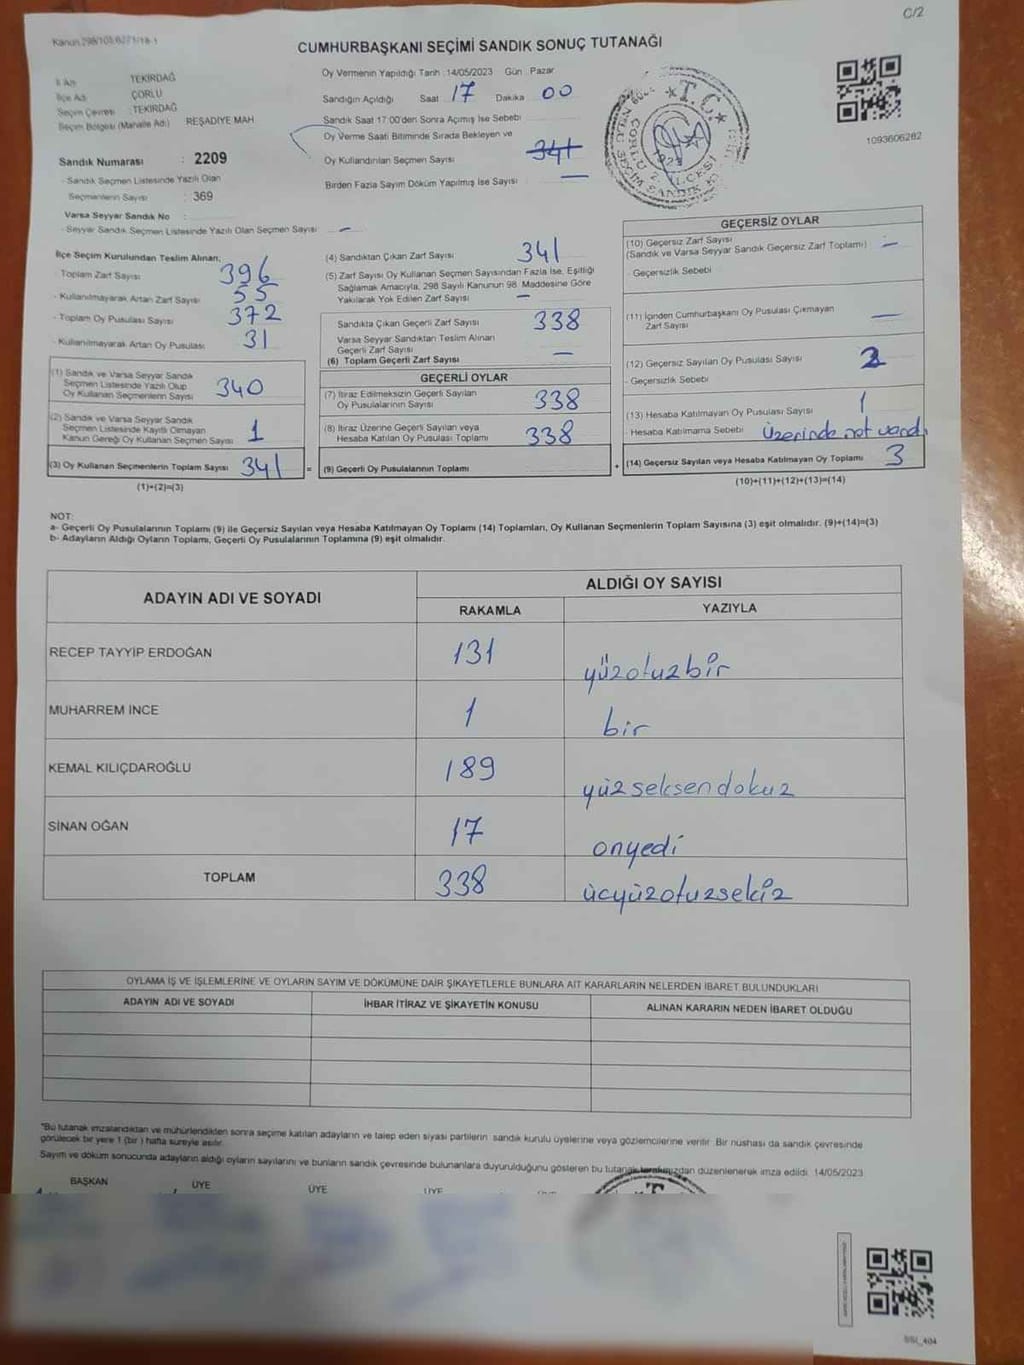 C/2
Kanun 298/105,6271/18-1
CUMHURBAŞKANI SEÇİMİ SANDIK SONUÇ TUTANAĞI
İl Adı TEKİRDAĞ
İlçe Adı ÇORLU
Seçim Çevresi : TEKİRDAĞ
Seçim Bölgesi (Mahalle Adı) REŞADİYE MAH
Sandık Numarası : 2209
- Sandık Seçmen Listesinde Yazılı Olan
Seçmenlerin Sayısı : 369
Varsa Seyyar Sandık No :
- Seyyar Sandık Seçmen Listesinde Yazılı Olan Seçmen Sayısı : –
Oy Vermenin Yapıldığı Tarih : 14/05/2023 Gün : Pazar
Sandığın Açıldığı Saat 17 Dakika 00
Sandık Saat 17:00'den Sonra Açılmış İse Sebebi
Oy Verme Saati Bitiminde Sırada Bekleyen ve
Oy Kullandırılan Seçmen Sayısı 341
Birden Fazla Sayım Döküm Yapılmış İse Sayısı –
T.C.
1093606282
İlçe Seçim Kurulundan Teslim Alınan;
- Toplam Zarf Sayısı 396
- Kullanılmayarak Artan Zarf Sayısı 55
- Toplam Oy Pusulası Sayısı 372
- Kullanılmayarak Artan Oy Pusulası 31
(1) Sandık ve Varsa Seyyar Sandık
Seçmen Listesinde Yazılı Olup
Oy Kullanan Seçmenlerin Sayısı 340
(2) Sandık ve Varsa Seyyar Sandık
Seçmen Listesinde Kayıtlı Olmayan
Kanun Gereği Oy Kullanan Seçmen Sayısı 1
(3) Oy Kullanan Seçmenlerin Toplam Sayısı 341 =
(1)+(2)=(3)
(4) Sandıktan Çıkan Zarf Sayısı 341
(5) Zarf Sayısı Oy Kullanan Seçmen Sayısından Fazla İse, Eşitliği
Sağlamak Amacıyla, 298 Sayılı Kanunun 98. Maddesine Göre
Yakılarak Yok Edilen Zarf Sayısı –
Sandıkta Çıkan Geçerli Zarf Sayısı 338
Varsa Seyyar Sandıktan Teslim Alınan
Geçerli Zarf Sayısı –
(6) Toplam Geçerli Zarf Sayısı
GEÇERLİ OYLAR
(7) İtiraz Edilmeksizin Geçerli Sayılan
Oy Pusulalarının Sayısı 338
(8) İtiraz Üzerine Geçerli Sayılan veya
Hesaba Katılan Oy Pusulası Toplamı 338
(9) Geçerli Oy Pusulalarının Toplamı +
GEÇERSİZ OYLAR
(10) Geçersiz Zarf Sayısı
(Sandık ve Varsa Seyyar Sandık Geçersiz Zarf Toplamı) –
- Geçersizlik Sebebi
(11) İçinden Cumhurbaşkanı Oy Pusulası Çıkmayan
Zarf Sayısı –
(12) Geçersiz Sayılan Oy Pusulası Sayısı 2
- Geçersizlik Sebebi
(13) Hesaba Katılmayan Oy Pusulası Sayısı 1
- Hesaba Katılmama Sebebi Üzerinde not vardı
(14) Geçersiz Sayılan veya Hesaba Katılmayan Oy Toplamı 3
(10)+(11)+(12)+(13)=(14)
NOT:
a- Geçerli Oy Pusulalarının Toplamı (9) ile Geçersiz Sayılan veya Hesaba Katılmayan Oy Toplamı (14) Toplamları, Oy Kullanan Seçmenlerin Toplam Sayısına (3) eşit olmalıdır. (9)+(14)=(3)
b- Adayların Aldığı Oyların Toplamı, Geçerli Oy Pusulalarının Toplamına (9) eşit olmalıdır.
ADAYIN ADI VE SOYADI ALDIĞI OY SAYISI
RAKAMLA YAZIYLA
RECEP TAYYİP ERDOĞAN 131 yüzotuzbir
MUHARREM İNCE 1 bir
KEMAL KILIÇDAROĞLU 189 yüzseksendokuz
SİNAN OĞAN 17 onyedi
TOPLAM 338 üçyüzotuzsekiz
OYLAMA İŞ VE İŞLEMLERİNE VE OYLARIN SAYIM VE DÖKÜMÜNE DAİR ŞİKAYETLERLE BUNLARA AİT KARARLARIN NELERDEN İBARET BULUNDUKLARI
ADAYIN ADI VE SOYADI İHBAR İTİRAZ VE ŞİKAYETİN KONUSU ALINAN KARARIN NEDEN İBARET OLDUĞU
*Bu tutanak imzalandıktan ve mühürlendikten sonra seçime katılan adayların ve talep eden siyasi partilerin sandık kurulu üyelerine veya gözlemcilerine verilir. Bir nüshası da sandık çevresinde
görülecek bir yere 1 (bir) hafta süreyle asılır.
Sayım ve döküm sonucunda adayların aldığı oyların sayılarını ve bunların sandık çevresinde bulunanlara duyurulduğunu gösteren bu tutanak tarafımızdan düzenlenerek imza edildi. 14/05/2023
BAŞKAN ÜYE ÜYE ÜYE
SSİ_404